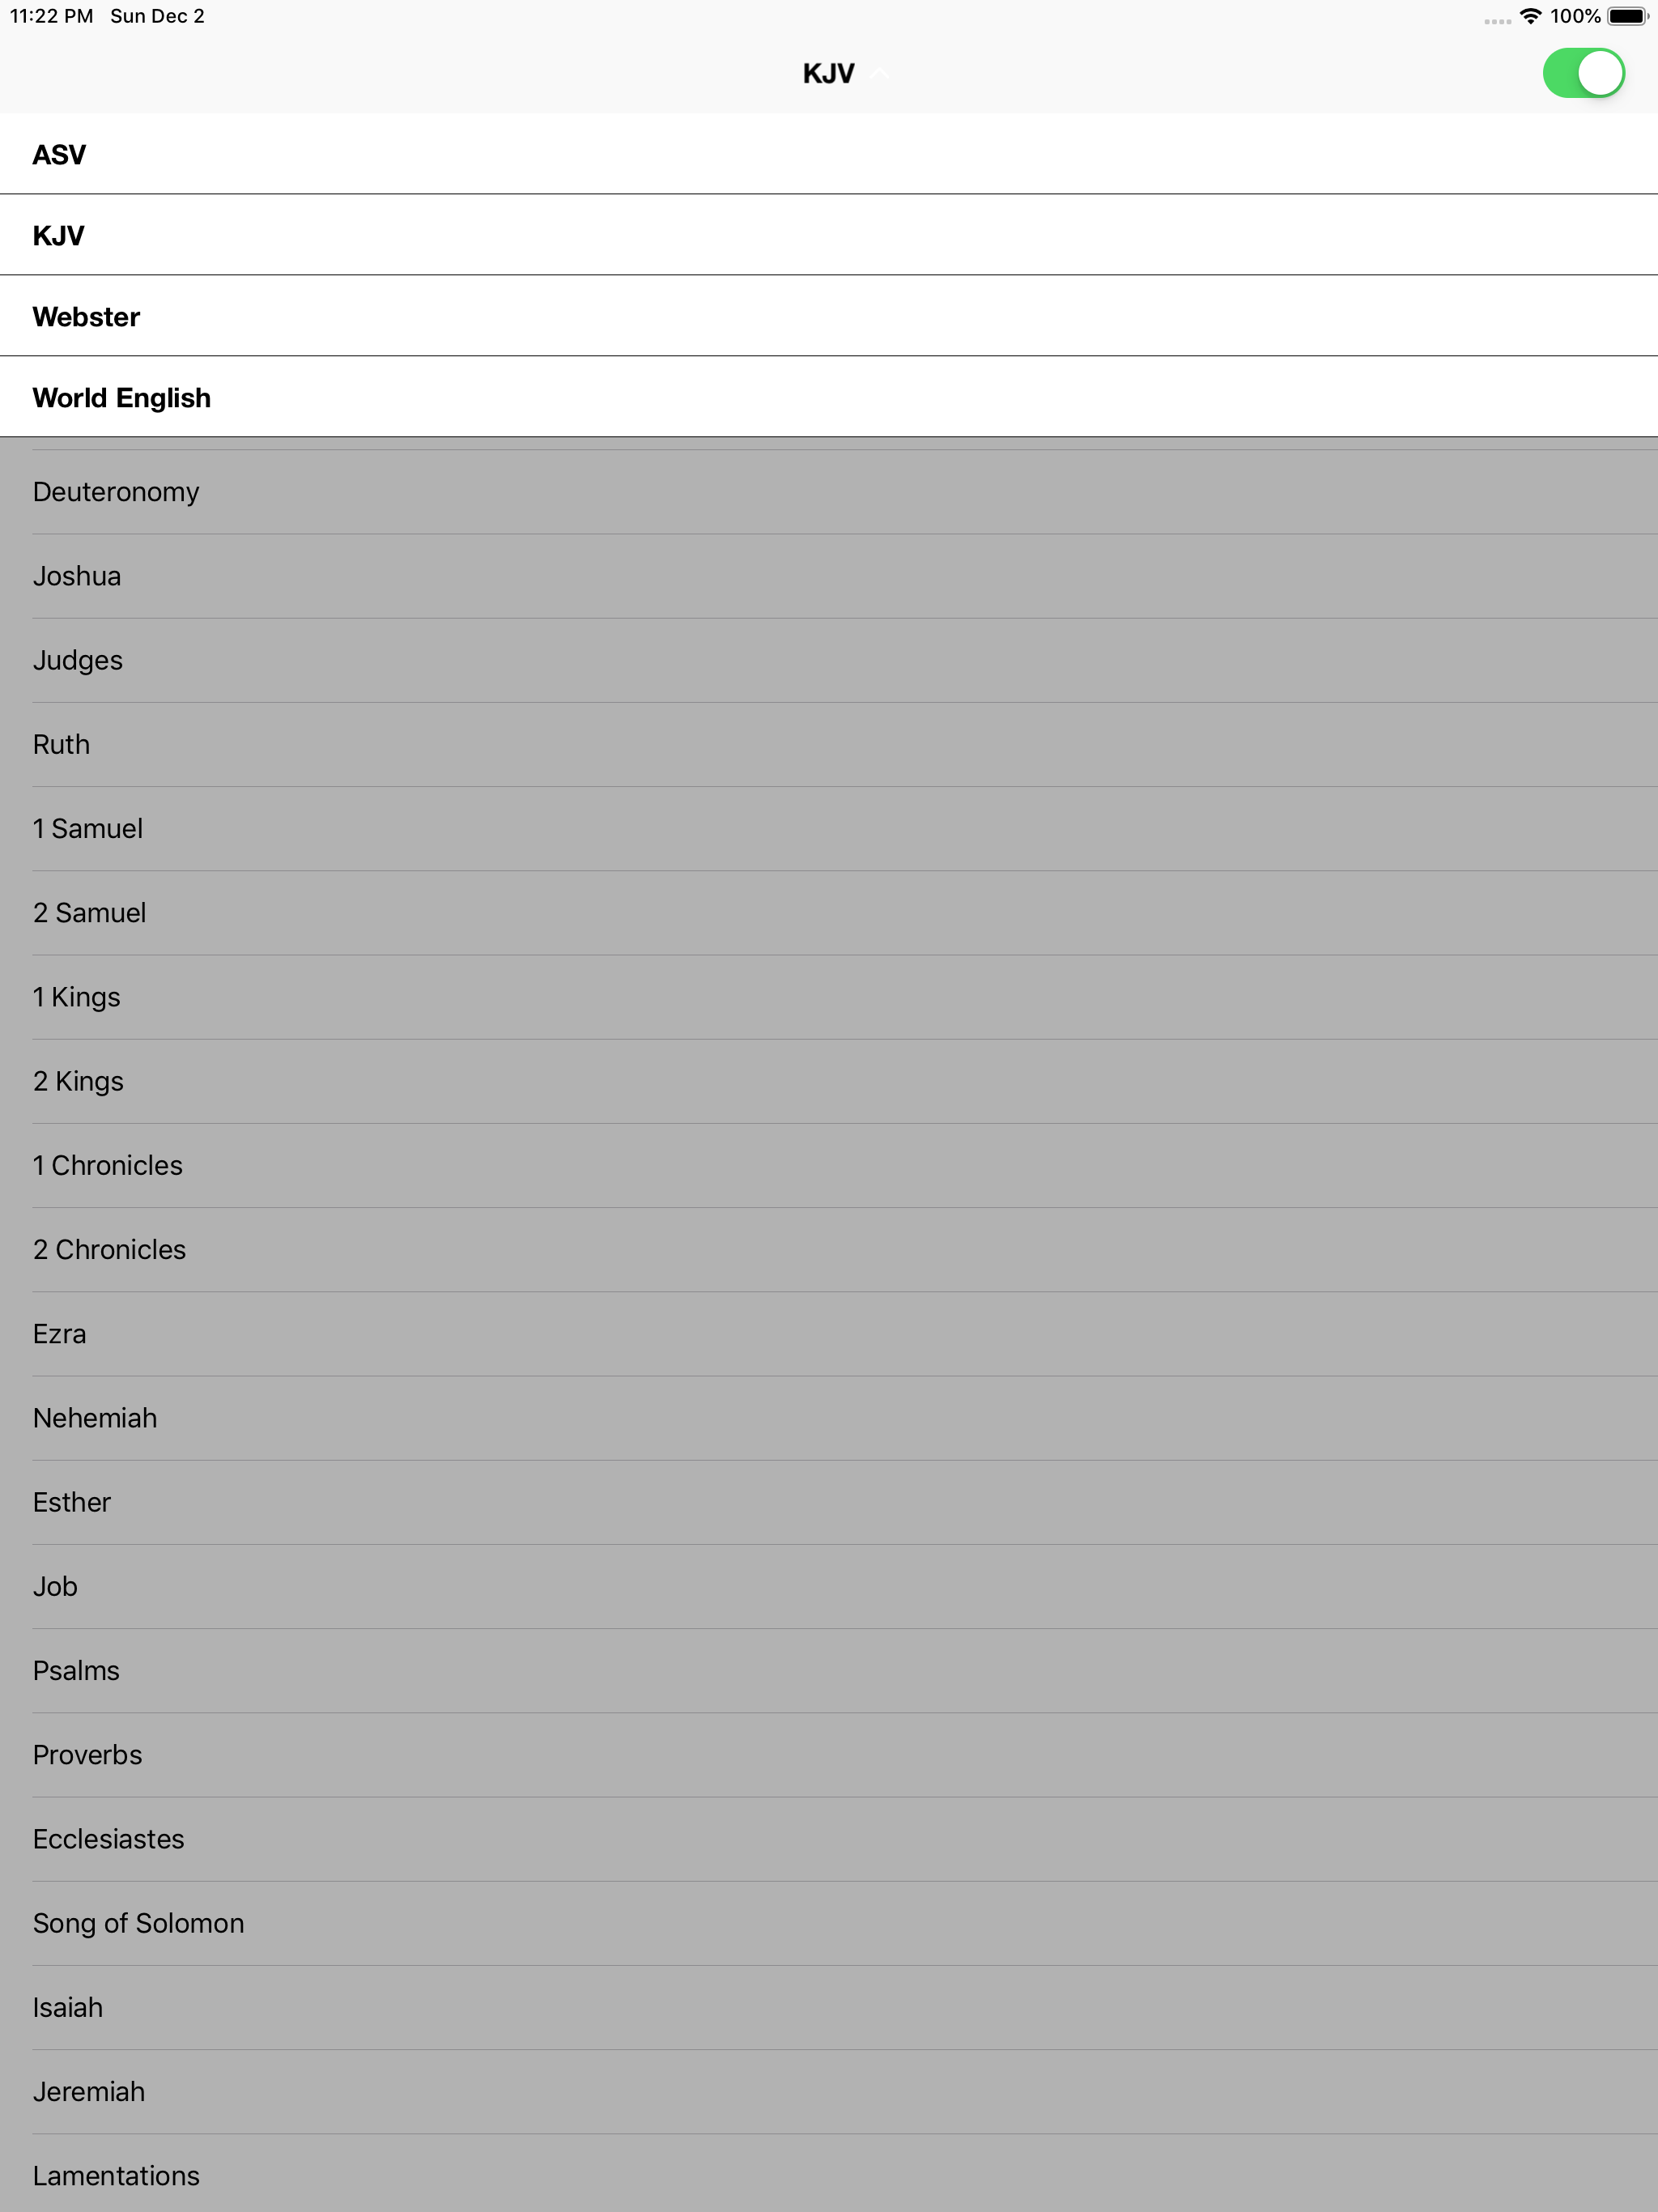 11:22 PM Sun Dec 2 100%
KJV
ASV
KJV
Webster
World English
Deuteronomy
Joshua
Judges
Ruth
1 Samuel
2 Samuel
1 Kings
2 Kings
1 Chronicles
2 Chronicles
Ezra
Nehemiah
Esther
Job
Psalms
Proverbs
Ecclesiastes
Song of Solomon
Isaiah
Jeremiah
Lamentations